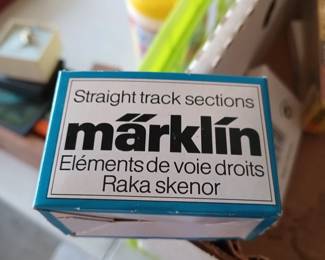 Straight track sections
märklin
Eléments de voie droits
Raka skenor